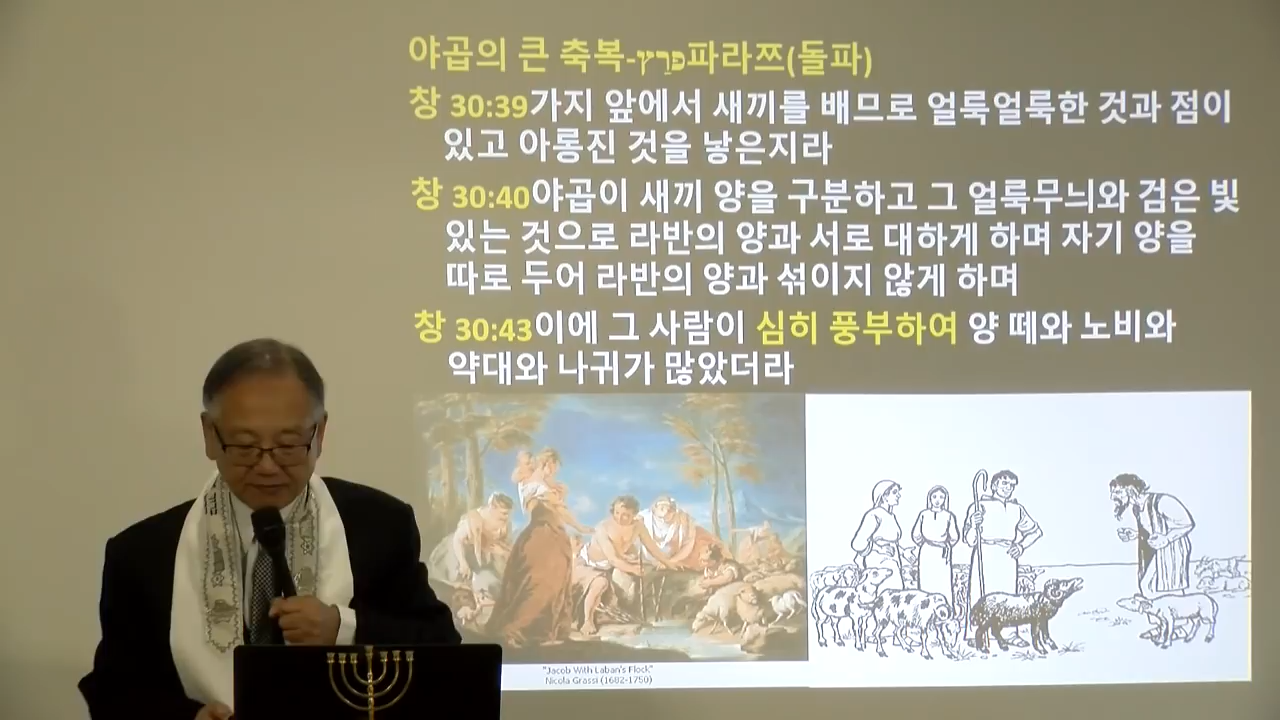 야곱의 큰 축복-פָּרַץ파라쯔(돌파)
창 30:39가지 앞에서 새끼를 배므로 얼룩얼룩한 것과 점이
있고 아롱진 것을 낳은지라
창 30:40야곱이 새끼 양을 구분하고 그 얼룩무늬와 검은 빛
있는 것으로 라반의 양과 서로 대하게 하며 자기 양을
따로 두어 라반의 양과 섞이지 않게 하며
창 30:43이에 그 사람이 심히 풍부하여 양 떼와 노비와
약대와 나귀가 많았더라
"Jacob With Laban's Flock"
Nicola Grassi (1682-1750)